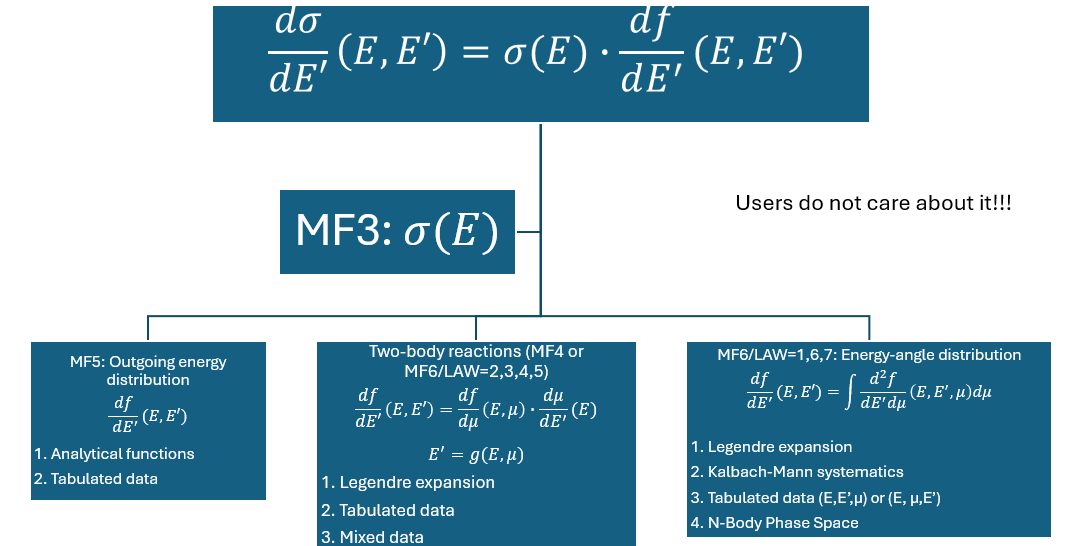 dσ/dE′ (E, E′) = σ(E) · df/dE′ (E, E′)
MF3: σ(E)
Users do not care about it!!!
MF5: Outgoing energy
distribution
df/dE′ (E, E′)
1. Analytical functions
2. Tabulated data
Two-body reactions (MF4 or
MF6/LAW=2,3,4,5)
df/dE′ (E, E′) = df/dμ (E, μ) · dμ/dE′ (E)
E′ = g(E, μ)
1. Legendre expansion
2. Tabulated data
3. Mixed data
MF6/LAW=1,6,7: Energy-angle distribution
df/dE′ (E, E′) = ∫ d²f/dE′dμ (E, E′, μ)dμ
1. Legendre expansion
2. Kalbach-Mann systematics
3. Tabulated data (E,E’,μ) or (E, μ,E’)
4. N-Body Phase Space